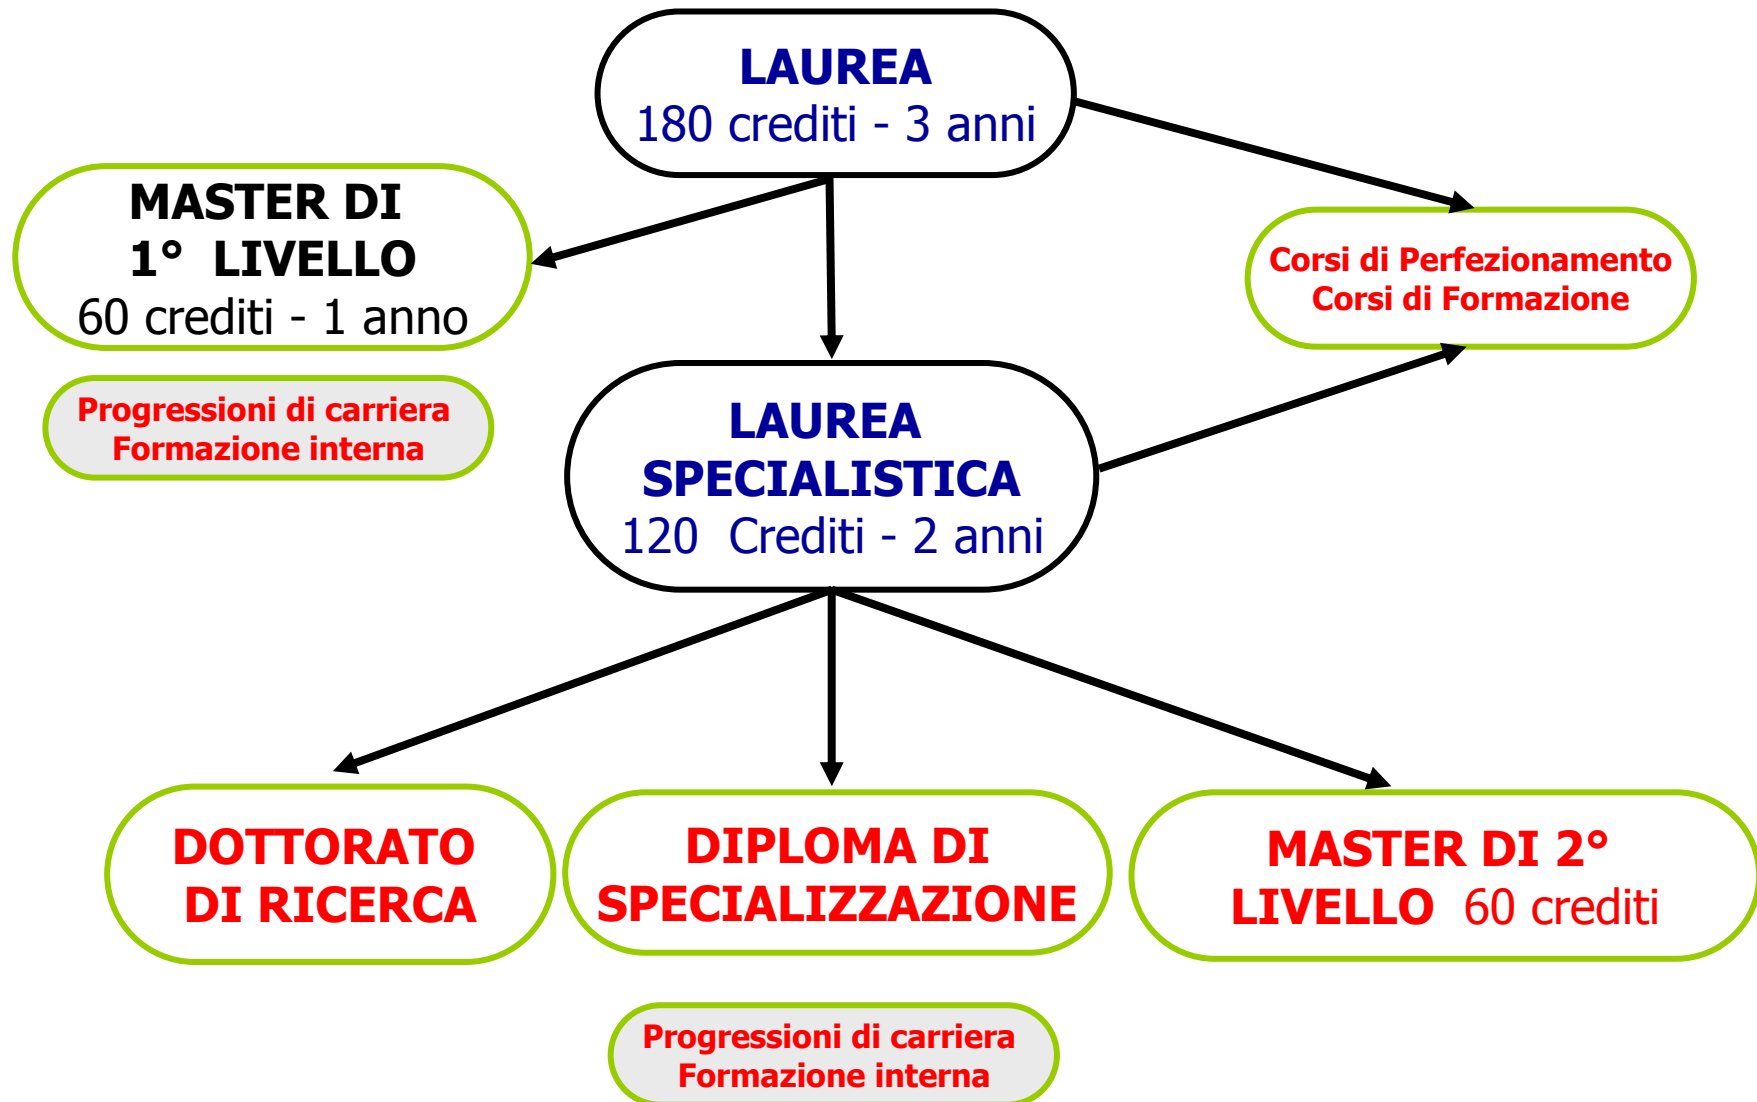 LAUREA
180 crediti - 3 anni
MASTER DI
1° LIVELLO
60 crediti - 1 anno
Corsi di Perfezionamento
Corsi di Formazione
Progressioni di carriera
Formazione interna
LAUREA
SPECIALISTICA
120 Crediti - 2 anni
DOTTORATO
DI RICERCA
DIPLOMA DI
SPECIALIZZAZIONE
MASTER DI 2°
LIVELLO 60 crediti
Progressioni di carriera
Formazione interna